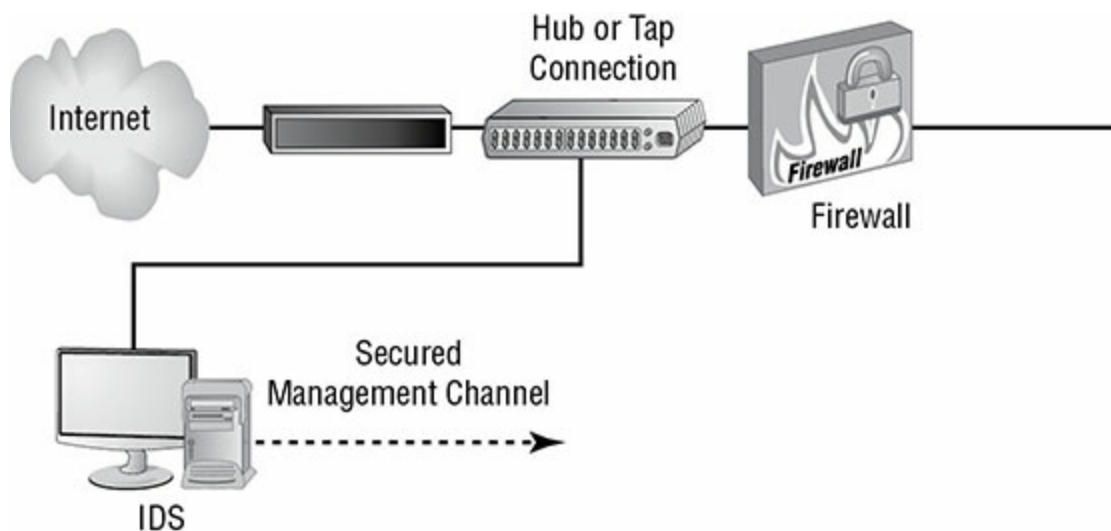 Hub or Tap
Connection
Internet
Firewall
Firewall
Secured
Management Channel
IDS